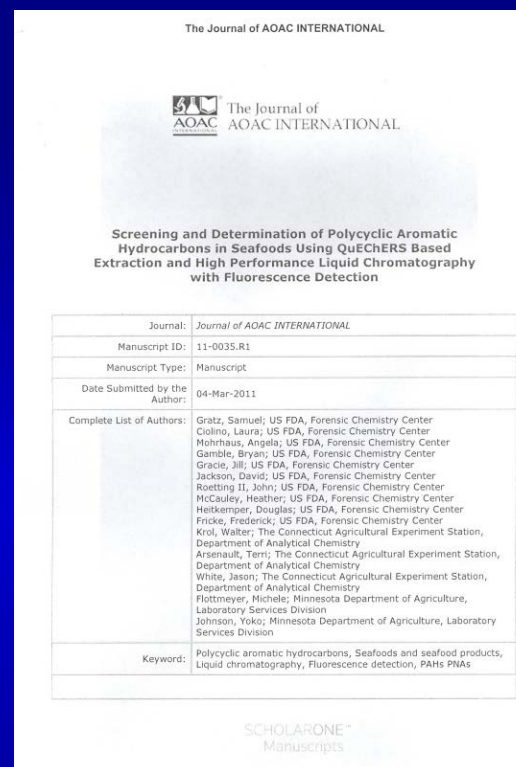 The Journal of AOAC INTERNATIONAL
AOAC
INTERNATIONAL
The Journal of
AOAC INTERNATIONAL
Screening and Determination of Polycyclic Aromatic
Hydrocarbons in Seafoods Using QuEChERS Based
Extraction and High Performance Liquid Chromatography
with Fluorescence Detection
Journal: Journal of AOAC INTERNATIONAL
Manuscript ID: 11-0035.R1
Manuscript Type: Manuscript
Date Submitted by the
Author: 04-Mar-2011
Complete List of Authors: Gratz, Samuel; US FDA, Forensic Chemistry Center
Ciolino, Laura; US FDA, Forensic Chemistry Center
Mohrhaus, Angela; US FDA, Forensic Chemistry Center
Gamble, Bryan; US FDA, Forensic Chemistry Center
Gracie, Jill; US FDA, Forensic Chemistry Center
Jackson, David; US FDA, Forensic Chemistry Center
Roetting II, John; US FDA, Forensic Chemistry Center
McCauley, Heather; US FDA, Forensic Chemistry Center
Heitkemper, Douglas; US FDA, Forensic Chemistry Center
Fricke, Frederick; US FDA, Forensic Chemistry Center
Krol, Walter; The Connecticut Agricultural Experiment Station,
Department of Analytical Chemistry
Arsenault, Terri; The Connecticut Agricultural Experiment Station,
Department of Analytical Chemistry
White, Jason; The Connecticut Agricultural Experiment Station,
Department of Analytical Chemistry
Flottmeyer, Michele; Minnesota Department of Agriculture,
Laboratory Services Division
Johnson, Yoko; Minnesota Department of Agriculture, Laboratory
Services Division
Keyword: Polycyclic aromatic hydrocarbons, Seafoods and seafood products,
Liquid chromatography, Fluorescence detection, PAHs PNAs
SCHOLARONE™
Manuscripts